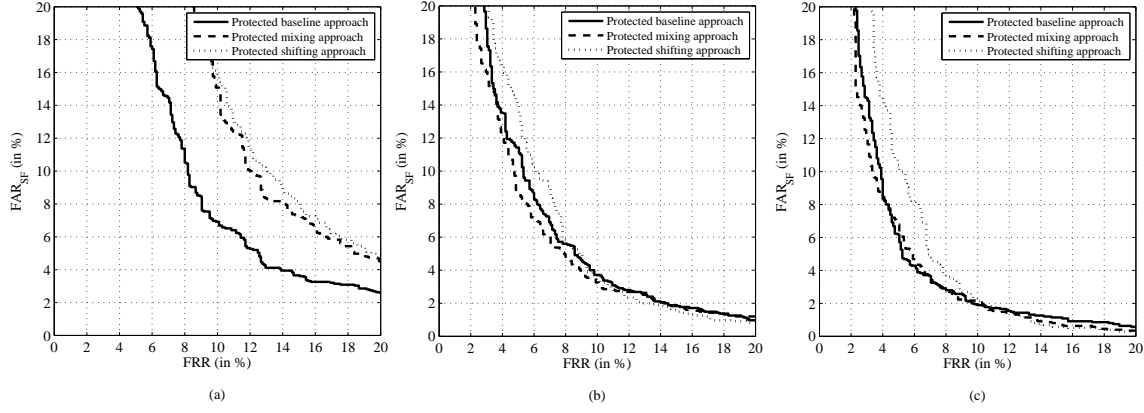 20
18
16
14
12
10
8
6
4
2
0
FAR_SF (in %)
0 2 4 6 8 10 12 14 16 18 20
FRR (in %)
Protected baseline approach
Protected mixing approach
Protected shifting approach
(a)
20
18
16
14
12
10
8
6
4
2
0
FAR_SF (in %)
0 2 4 6 8 10 12 14 16 18 20
FRR (in %)
Protected baseline approach
Protected mixing approach
Protected shifting approach
(b)
20
18
16
14
12
10
8
6
4
2
0
FAR_SF (in %)
0 2 4 6 8 10 12 14 16 18 20
FRR (in %)
Protected baseline approach
Protected mixing approach
Protected shifting approach
(c)